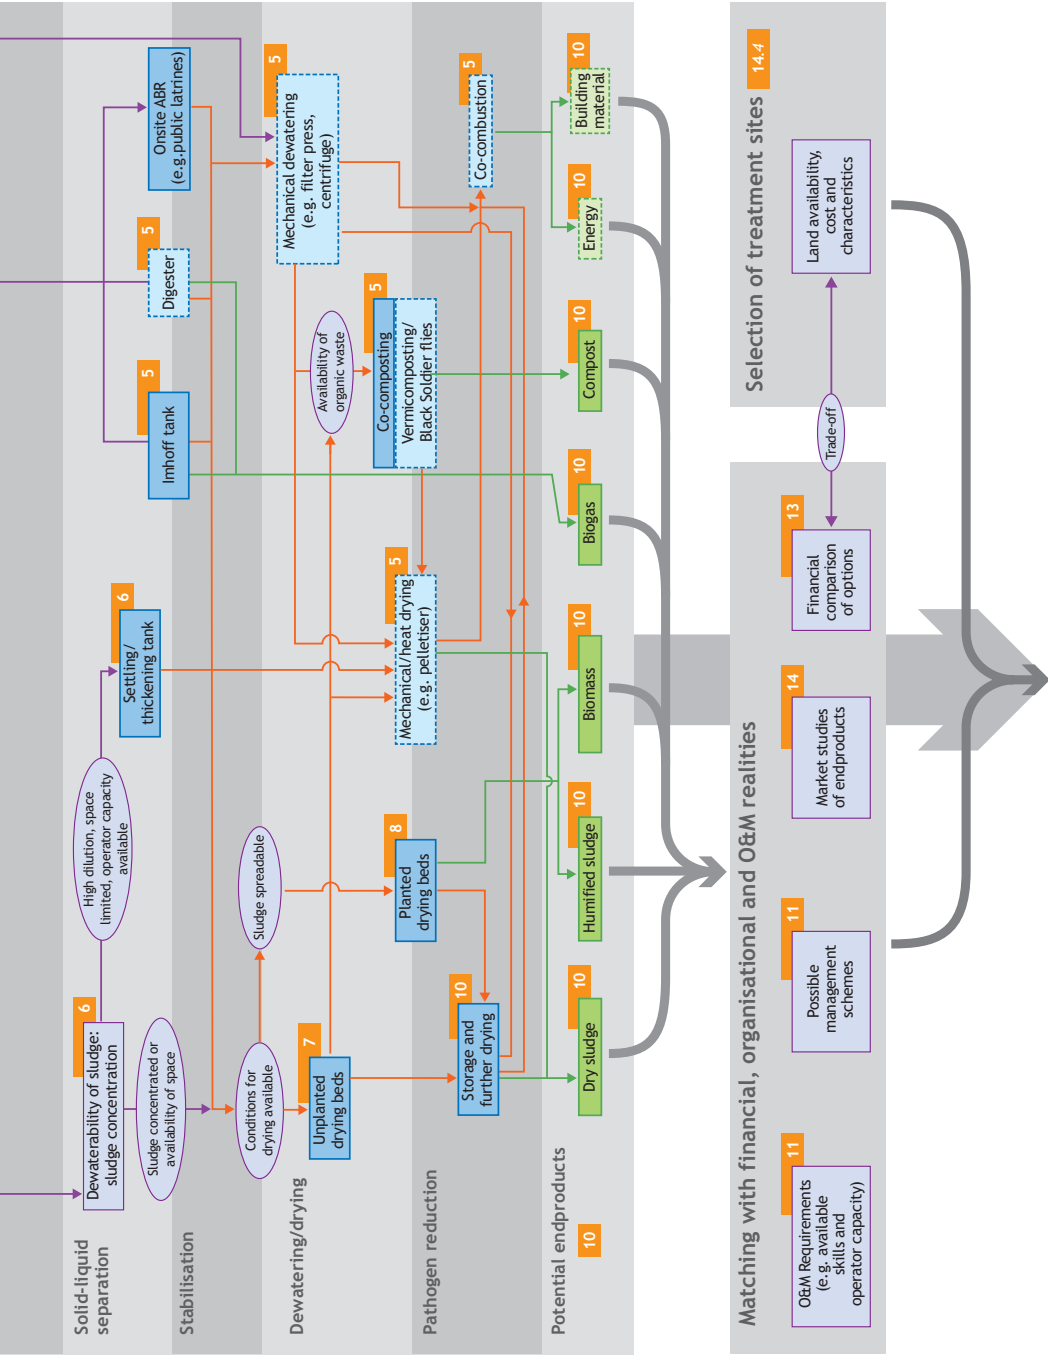 Solid-liquid
separation
Dewaterability of sludge:
sludge concentration
6
High dilution, space
limited, operator capacity
available
Settling/
thickening tank
6
Sludge concentrated or
availability of space
Stabilisation
Imhoff tank
5
Digester
5
Onsite ABR
(e.g.public latrines)
Dewatering/drying
Conditions for
drying available
Sludge spreadable
Unplanted
drying beds
7
Availability of
organic waste
Mechanical dewatering
(e.g. filter press,
centrifuge)
5
Pathogen reduction
Planted
drying beds
8
Mechanical/heat drying
(e.g. pelletiser)
5
Co-composting
Vermicomposting/
Black Soldier flies
5
Storage and
further drying
10
Co-combustion
5
Potential endproducts
10
Dry sludge
10
Humified sludge
10
Biomass
10
Biogas
10
Compost
10
Energy
10
Building
material
10
Matching with financial, organisational and O&M realities
O&M Requirements
(e.g. available
skills and
operator capacity)
11
Possible
management
schemes
11
Market studies
of endproducts
14
Financial
comparison
of options
13
Trade-off
Selection of treatment sites
14.4
Land availability,
cost and
characteristics